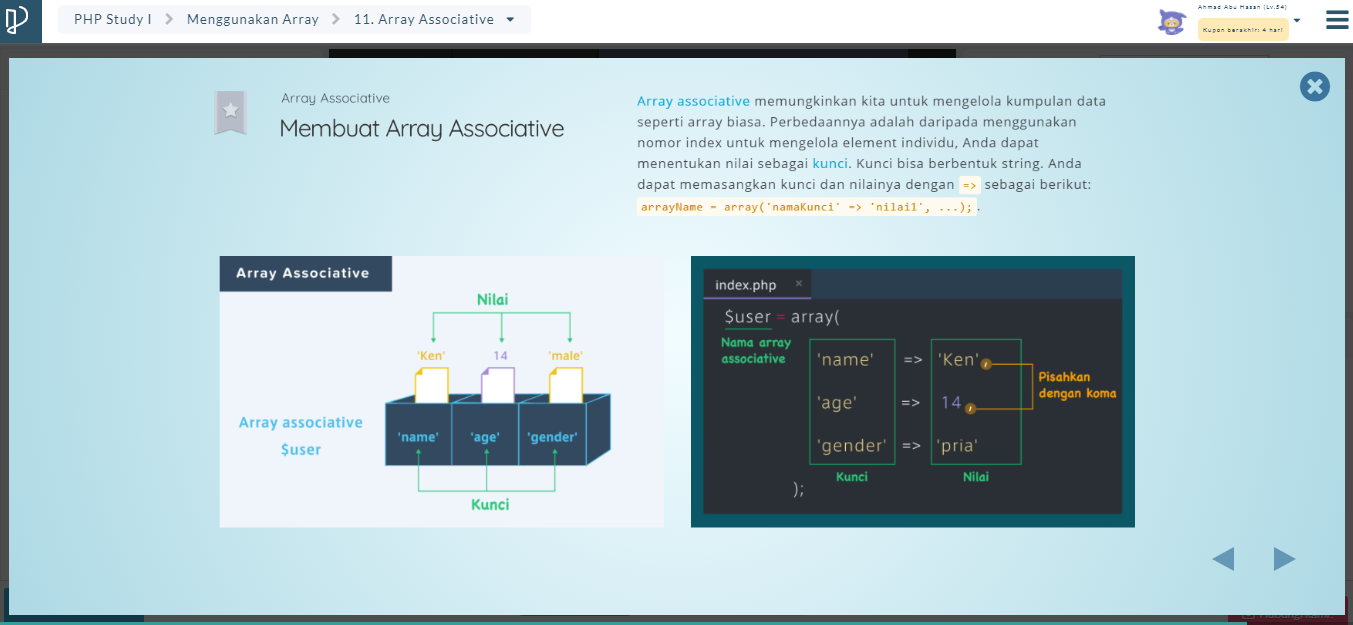 PHP Study I
Menggunakan Array
11. Array Associative
Ahmad Abu Hasan (Lv.54)
Kupon berakhir: 4 hari
Array Associative
Membuat Array Associative
Array associative memungkinkan kita untuk mengelola kumpulan data
seperti array biasa. Perbedaannya adalah daripada menggunakan
nomor index untuk mengelola element individu, Anda dapat
menentukan nilai sebagai kunci. Kunci bisa berbentuk string. Anda
dapat memasangkan kunci dan nilainya dengan => sebagai berikut:
arrayName = array('namaKunci' => 'nilai1', ...);.
Array Associative
Nilai
'Ken' 14 'male'
Array associative
$user
'name' 'age' 'gender'
Kunci
index.php ×
$user = array(
Nama array
associative
'name' => 'Ken',
'age' => 14,
'gender' => 'pria'
Pisahkan
dengan koma
Kunci
Nilai
);